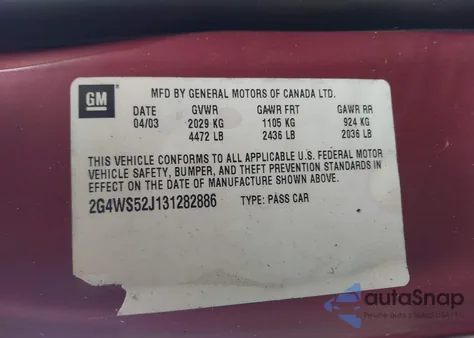 GM
MFD BY GENERAL MOTORS OF CANADA LTD.
DATE GVWR GAWR FRT GAWR RR
04/03 2029 KG 1105 KG 924 KG
4472 LB 2436 LB 2036 LB
THIS VEHICLE CONFORMS TO ALL APPLICABLE U.S. FEDERAL MOTOR
VEHICLE SAFETY, BUMPER, AND THEFT PREVENTION STANDARDS IN
EFFECT ON THE DATE OF MANUFACTURE SHOWN ABOVE.
2G4WS52J131282886 TYPE: PASS CAR
autaSnap